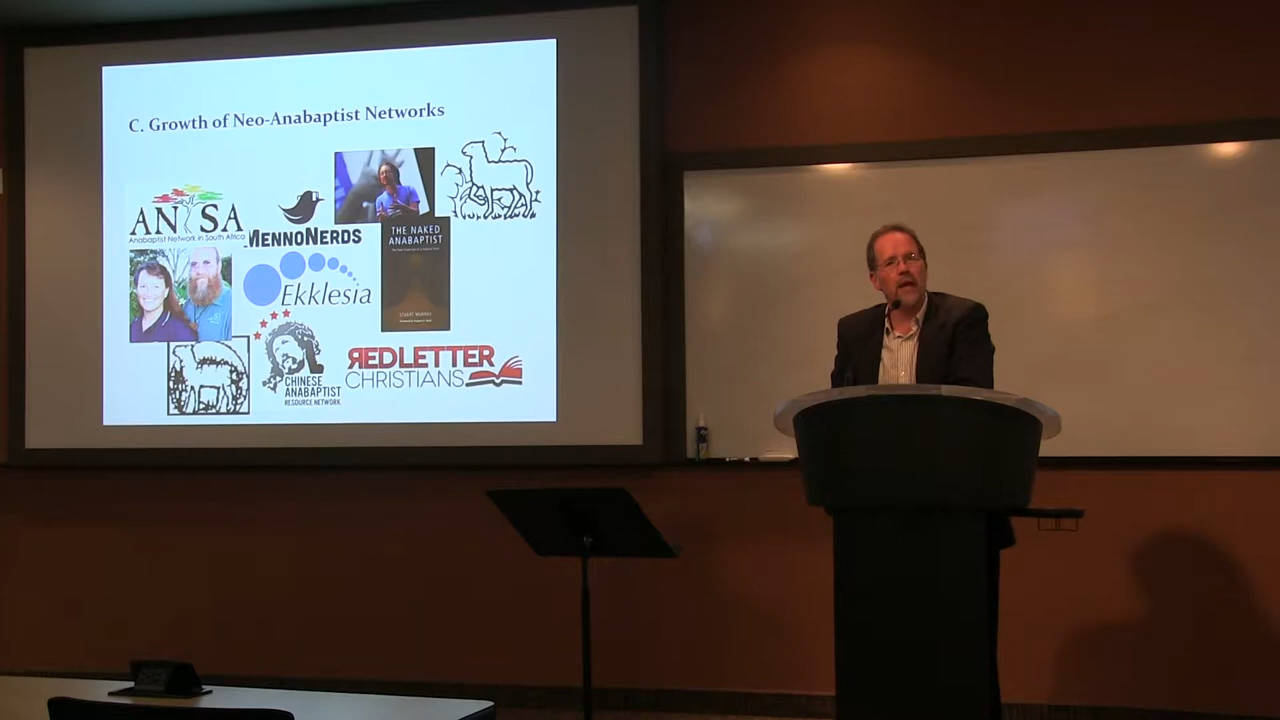 C. Growth of Neo-Anabaptist Networks
ANiSA
Anabaptist Network in South Africa
MENNONERDS
THE NAKED
ANABAPTIST
STUART MURRAY
Ekklesia
CHINESE
ANABAPTIST
RESOURCE NETWORK
REDLETTER
CHRISTIANS